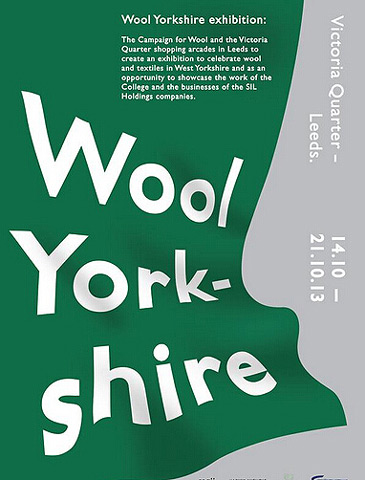 Wool Yorkshire exhibition:
The Campaign for Wool and the Victoria
Quarter shopping arcades in Leeds to
create an exhibition to celebrate wool
and textiles in West Yorkshire and as an
opportunity to showcase the work of the
College and the businesses of the SIL
Holdings companies.
Victoria Quarter –
Leeds.
14.10 –
21.10.13
Wool
York-
shire